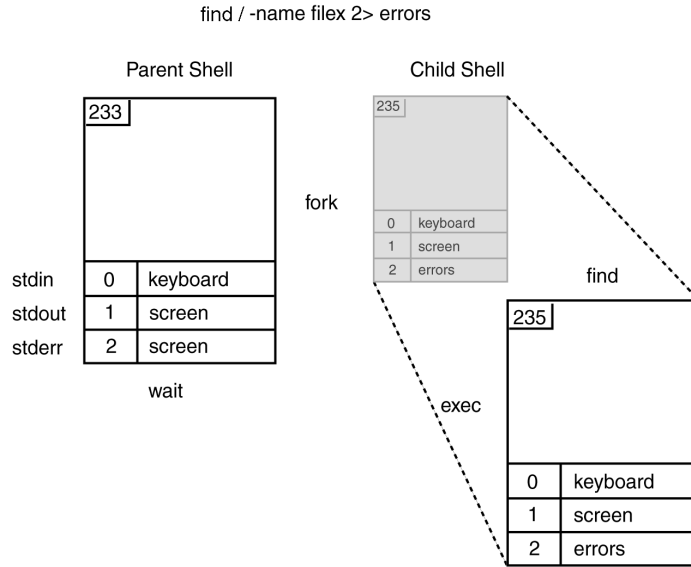 find / -name filex 2> errors
Parent Shell
Child Shell
233
235
fork
0 keyboard
1 screen
2 errors
stdin 0 keyboard
stdout 1 screen
stderr 2 screen
wait
find
235
exec
0 keyboard
1 screen
2 errors